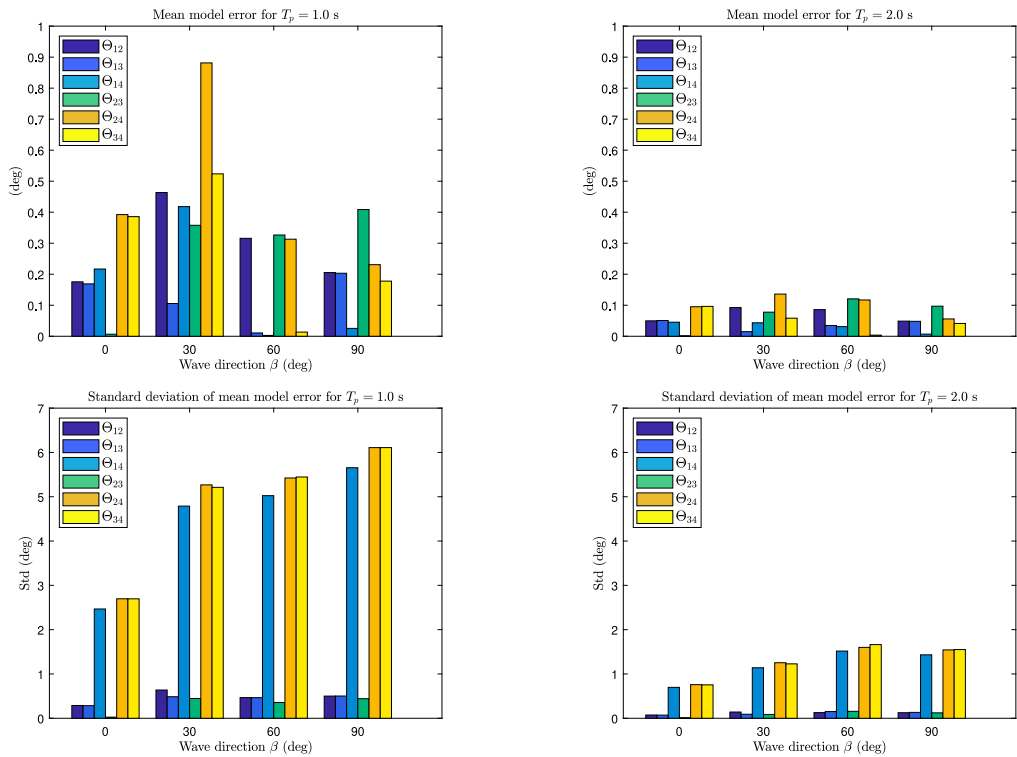 Mean model error for $T_p = 1.0$ s
1
0.9
0.8
0.7
0.6
0.5
0.4
0.3
0.2
0.1
0
(deg)
Θ₁₂
Θ₁₃
Θ₁₄
Θ₂₃
Θ₂₄
Θ₃₄
0 30 60 90
Wave direction β (deg)
Mean model error for $T_p = 2.0$ s
1
0.9
0.8
0.7
0.6
0.5
0.4
0.3
0.2
0.1
0
(deg)
Θ₁₂
Θ₁₃
Θ₁₄
Θ₂₃
Θ₂₄
Θ₃₄
0 30 60 90
Wave direction β (deg)
Standard deviation of mean model error for $T_p = 1.0$ s
7
6
5
4
3
2
1
0
Std (deg)
Θ₁₂
Θ₁₃
Θ₁₄
Θ₂₃
Θ₂₄
Θ₃₄
0 30 60 90
Wave direction β (deg)
Standard deviation of mean model error for $T_p = 2.0$ s
7
6
5
4
3
2
1
0
Std (deg)
Θ₁₂
Θ₁₃
Θ₁₄
Θ₂₃
Θ₂₄
Θ₃₄
0 30 60 90
Wave direction β (deg)